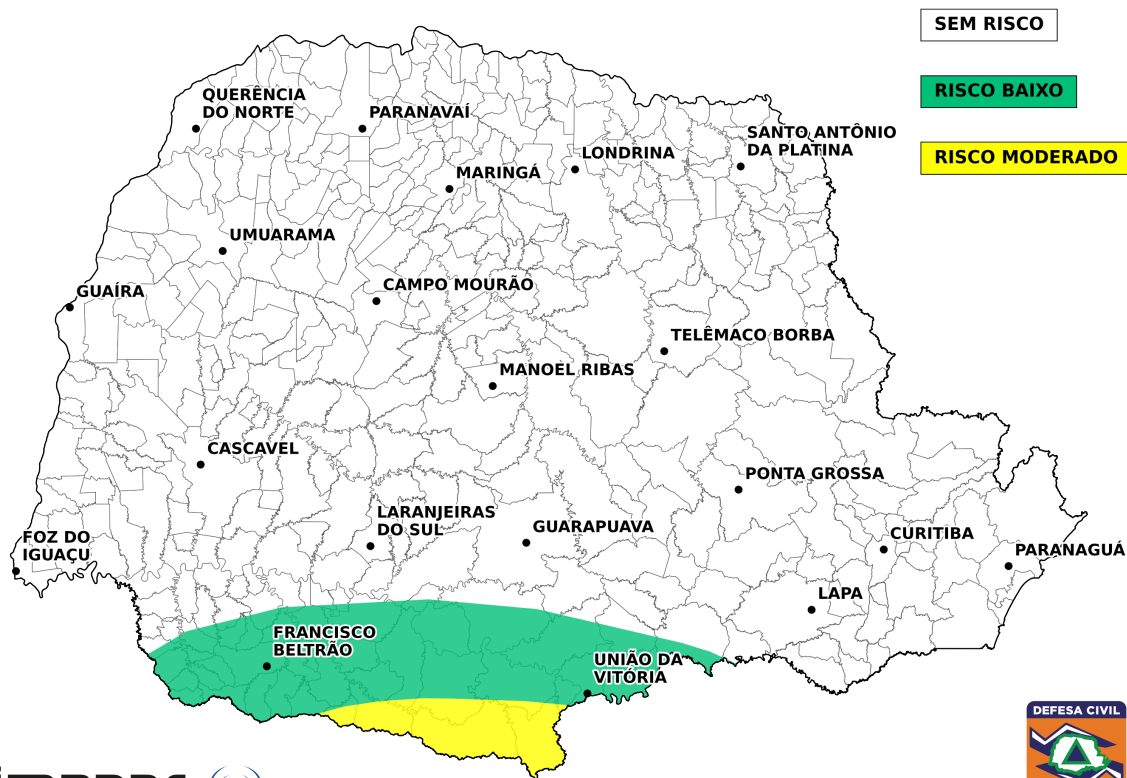 SEM RISCO
RISCO BAIXO
RISCO MODERADO
QUERÊNCIA
DO NORTE
PARANAVAÍ
SANTO ANTÔNIO
DA PLATINA
LONDRINA
MARINGÁ
UMUARAMA
CAMPO MOURÃO
GUAÍRA
TELÊMACO BORBA
MANOEL RIBAS
CASCAVEL
PONTA GROSSA
LARANJEIRAS
DO SUL
GUARAPUAVA
CURITIBA
FOZ DO
IGUAÇU
PARANAGUÁ
LAPA
FRANCISCO
BELTRÃO
UNIÃO DA
VITÓRIA
DEFESA CIVIL